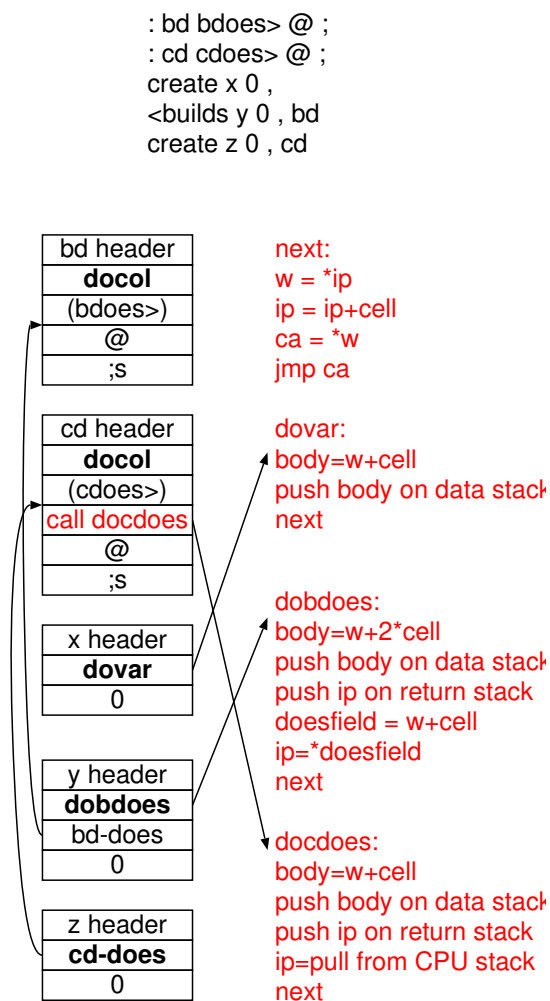 : bd bdoes> @ ;
: cd cdoes> @ ;
create x 0 ,
<builds y 0 , bd
create z 0 , cd
bd header
docol
(bdoes>)
@
;s
cd header
docol
(cdoes>)
call docdoes
@
;s
x header
dovar
0
y header
dobdoes
bd-does
0
z header
cd-does
0
next:
w = *ip
ip = ip+cell
ca = *w
jmp ca
dovar:
body=w+cell
push body on data stack
next
dobdoes:
body=w+2*cell
push body on data stack
push ip on return stack
doesfield = w+cell
ip=*doesfield
next
docdoes:
body=w+cell
push body on data stack
push ip on return stack
ip=pull from CPU stack
next